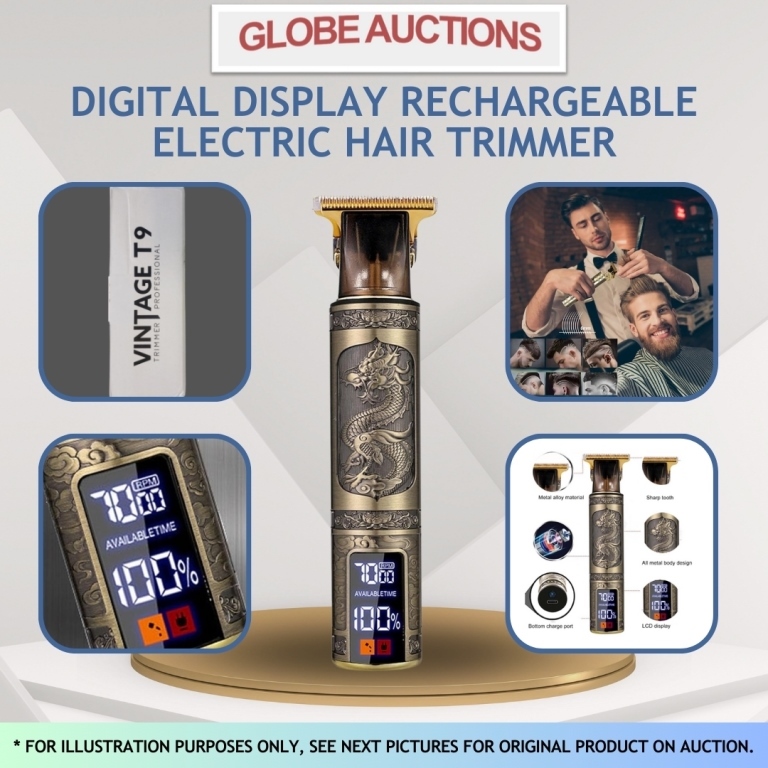 GLOBE AUCTIONS
DIGITAL DISPLAY RECHARGEABLE
ELECTRIC HAIR TRIMMER
VINTAGE T9
TRIMMER PROFESSIONAL
7000 RPM
AVAILABLETIME
100%
7000 RPM
AVAILABLETIME
100%
Metal alloy material
Sharp tooth
All metal body design
Bottom charge port
LCD display
* FOR ILLUSTRATION PURPOSES ONLY, SEE NEXT PICTURES FOR ORIGINAL PRODUCT ON AUCTION.